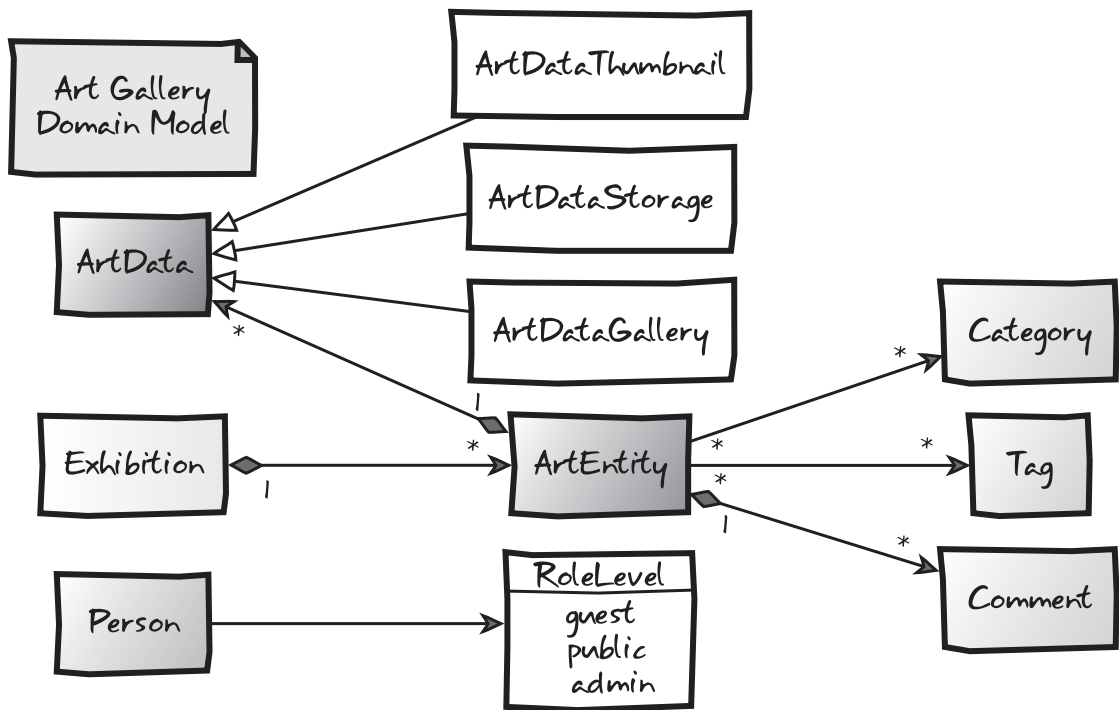 Art Gallery
Domain Model
ArtDataThumbnail
ArtDataStorage
ArtData
ArtDataGallery
*
1
Category
*
Exhibition
1
*
ArtEntity
*
*
Tag
*
1
*
Comment
Person
RoleLevel
guest
public
admin